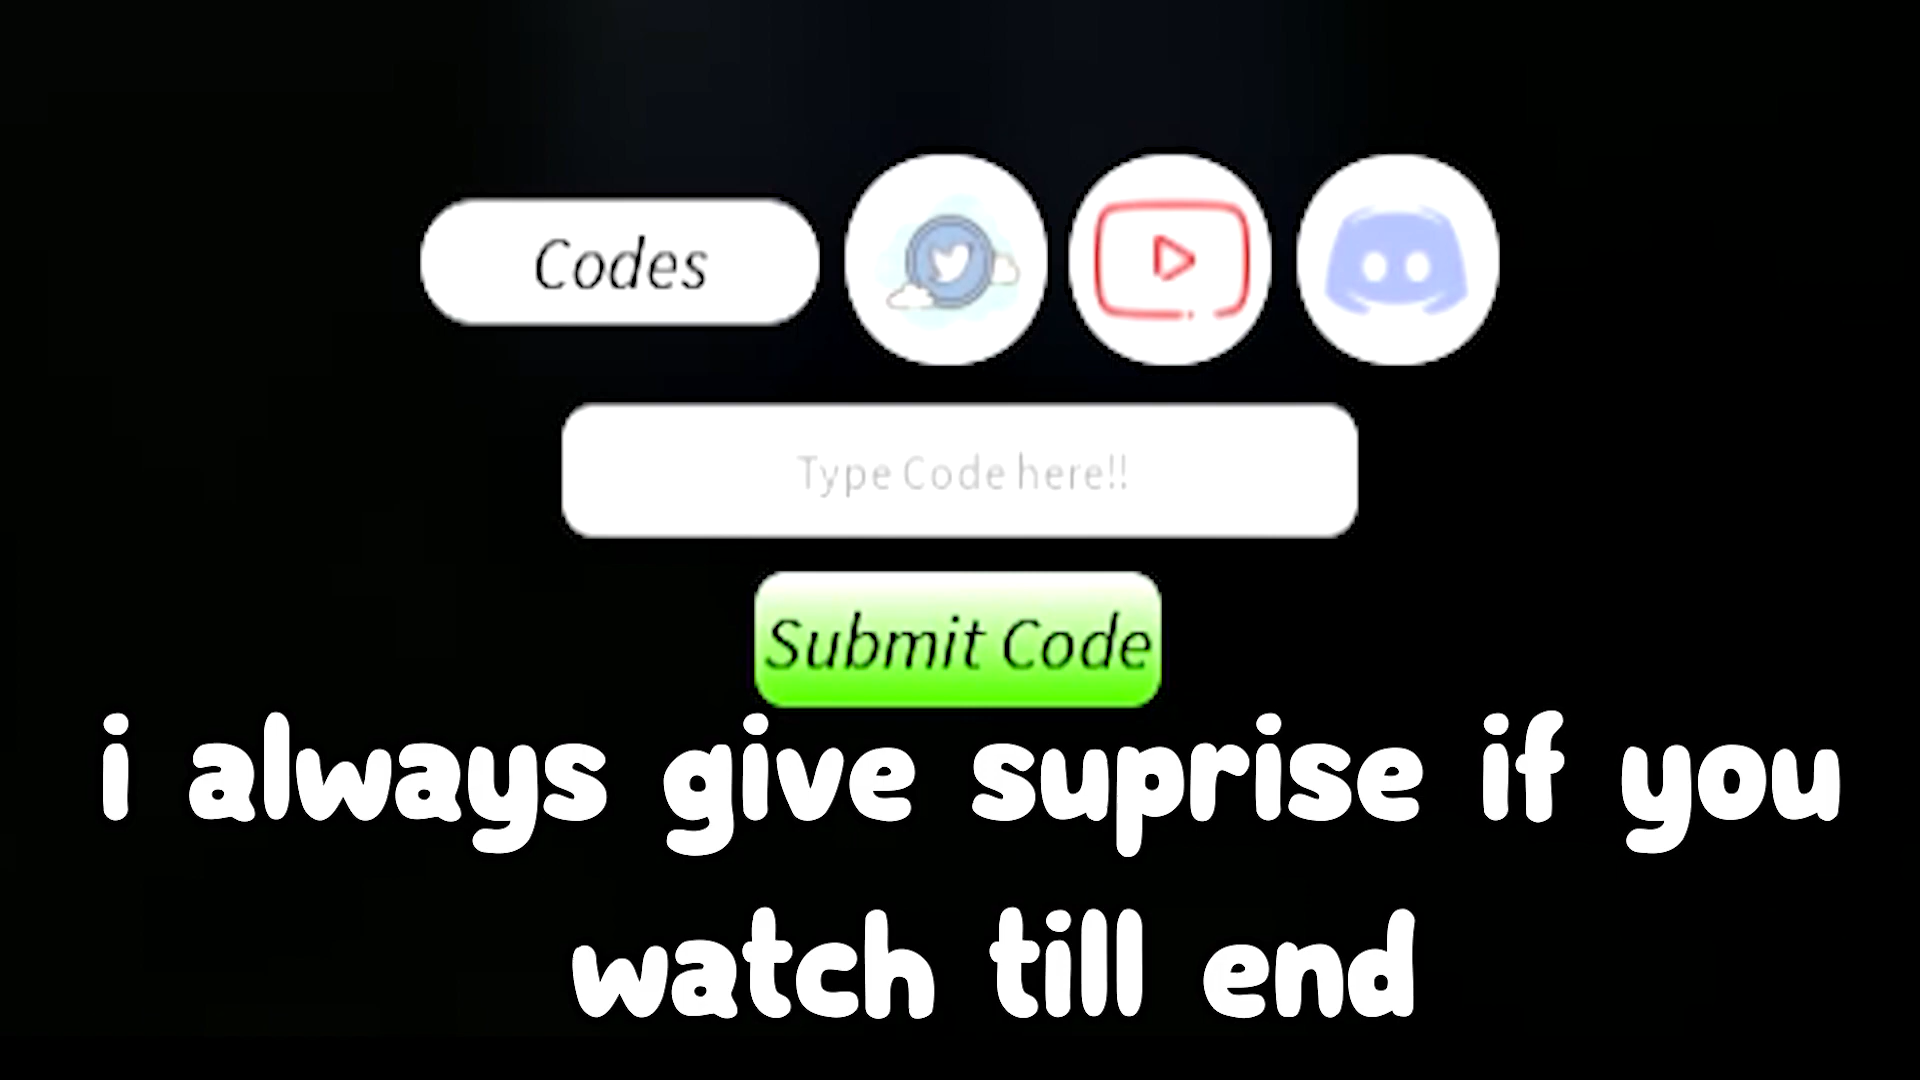 Codes
Type Code here!!
Submit Code
i always give suprise if you
watch till end